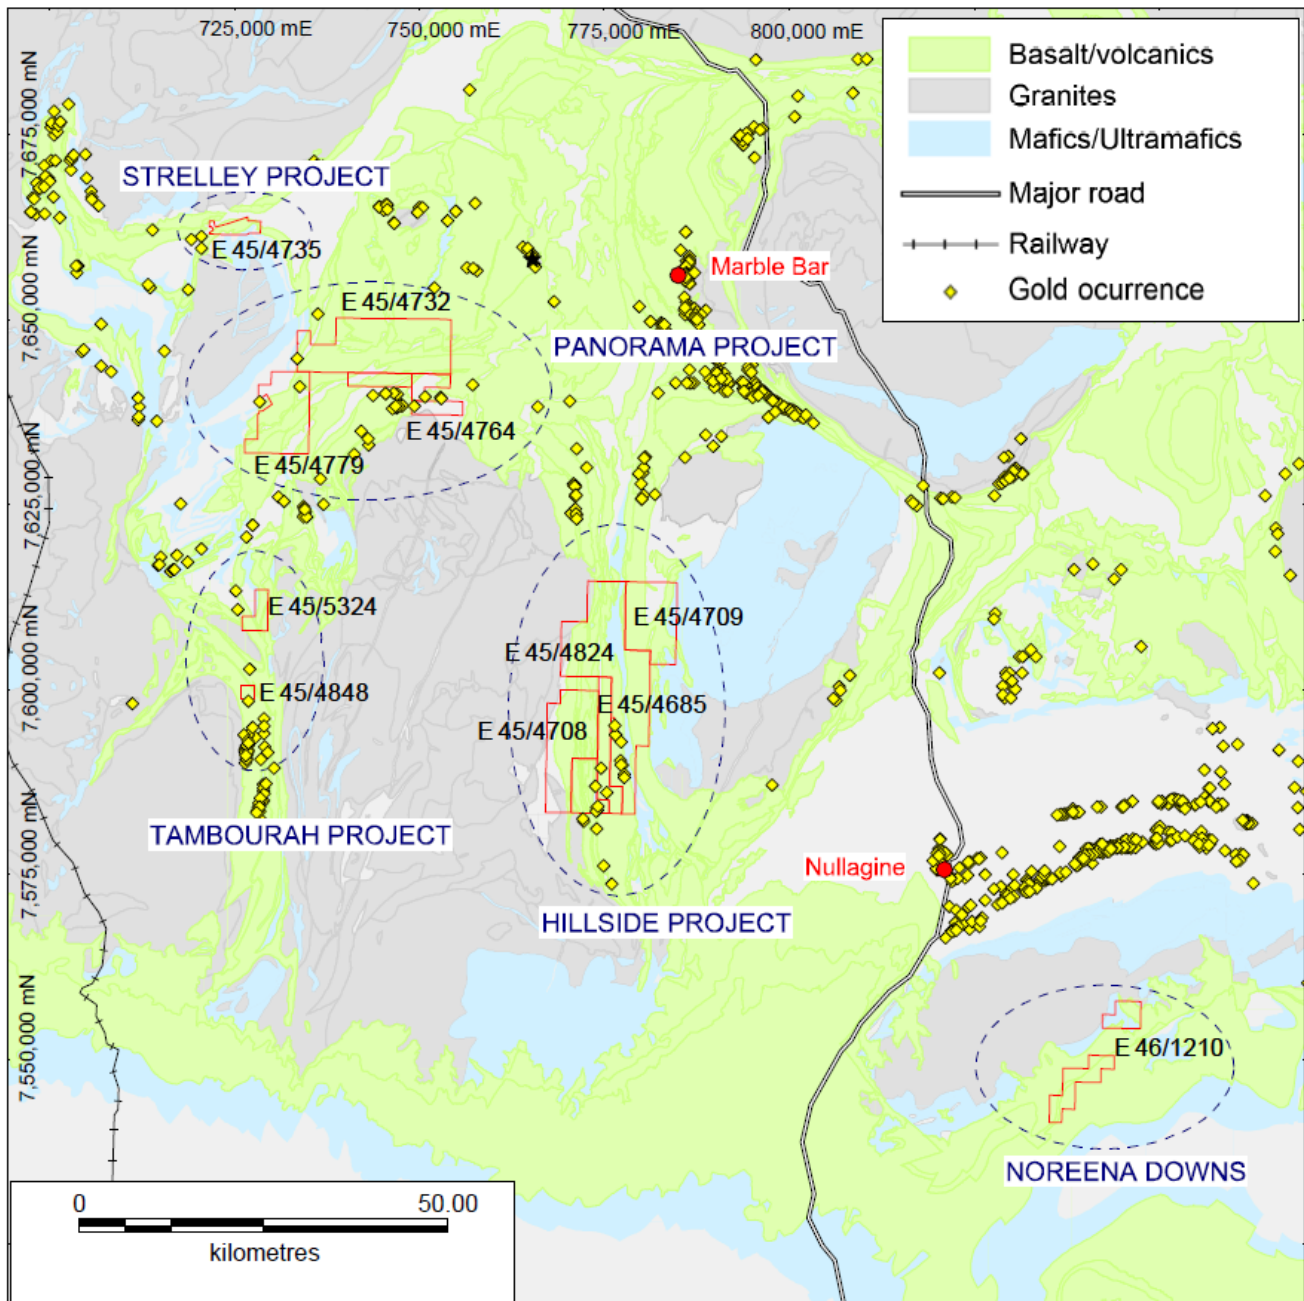 725,000 mE
750,000 mE
775,000 mE
800,000 mE
Basalt/volcanics
Granites
Mafics/Ultramafics
Major road
Railway
Gold ocurrence
7,675,000 mN
7,650,000 mN
7,625,000 mN
7,600,000 mN
7,575,000 mN
7,550,000 mN
STRELLEY PROJECT
E 45/4735
Marble Bar
E 45/4732
PANORAMA PROJECT
E 45/4764
E 45/4779
E 45/5324
E 45/4709
E 45/4824
E 45/4848
E 45/4685
E 45/4708
TAMBOURAH PROJECT
Nullagine
HILLSIDE PROJECT
E 46/1210
NOREENA DOWNS
0
50.00
kilometres